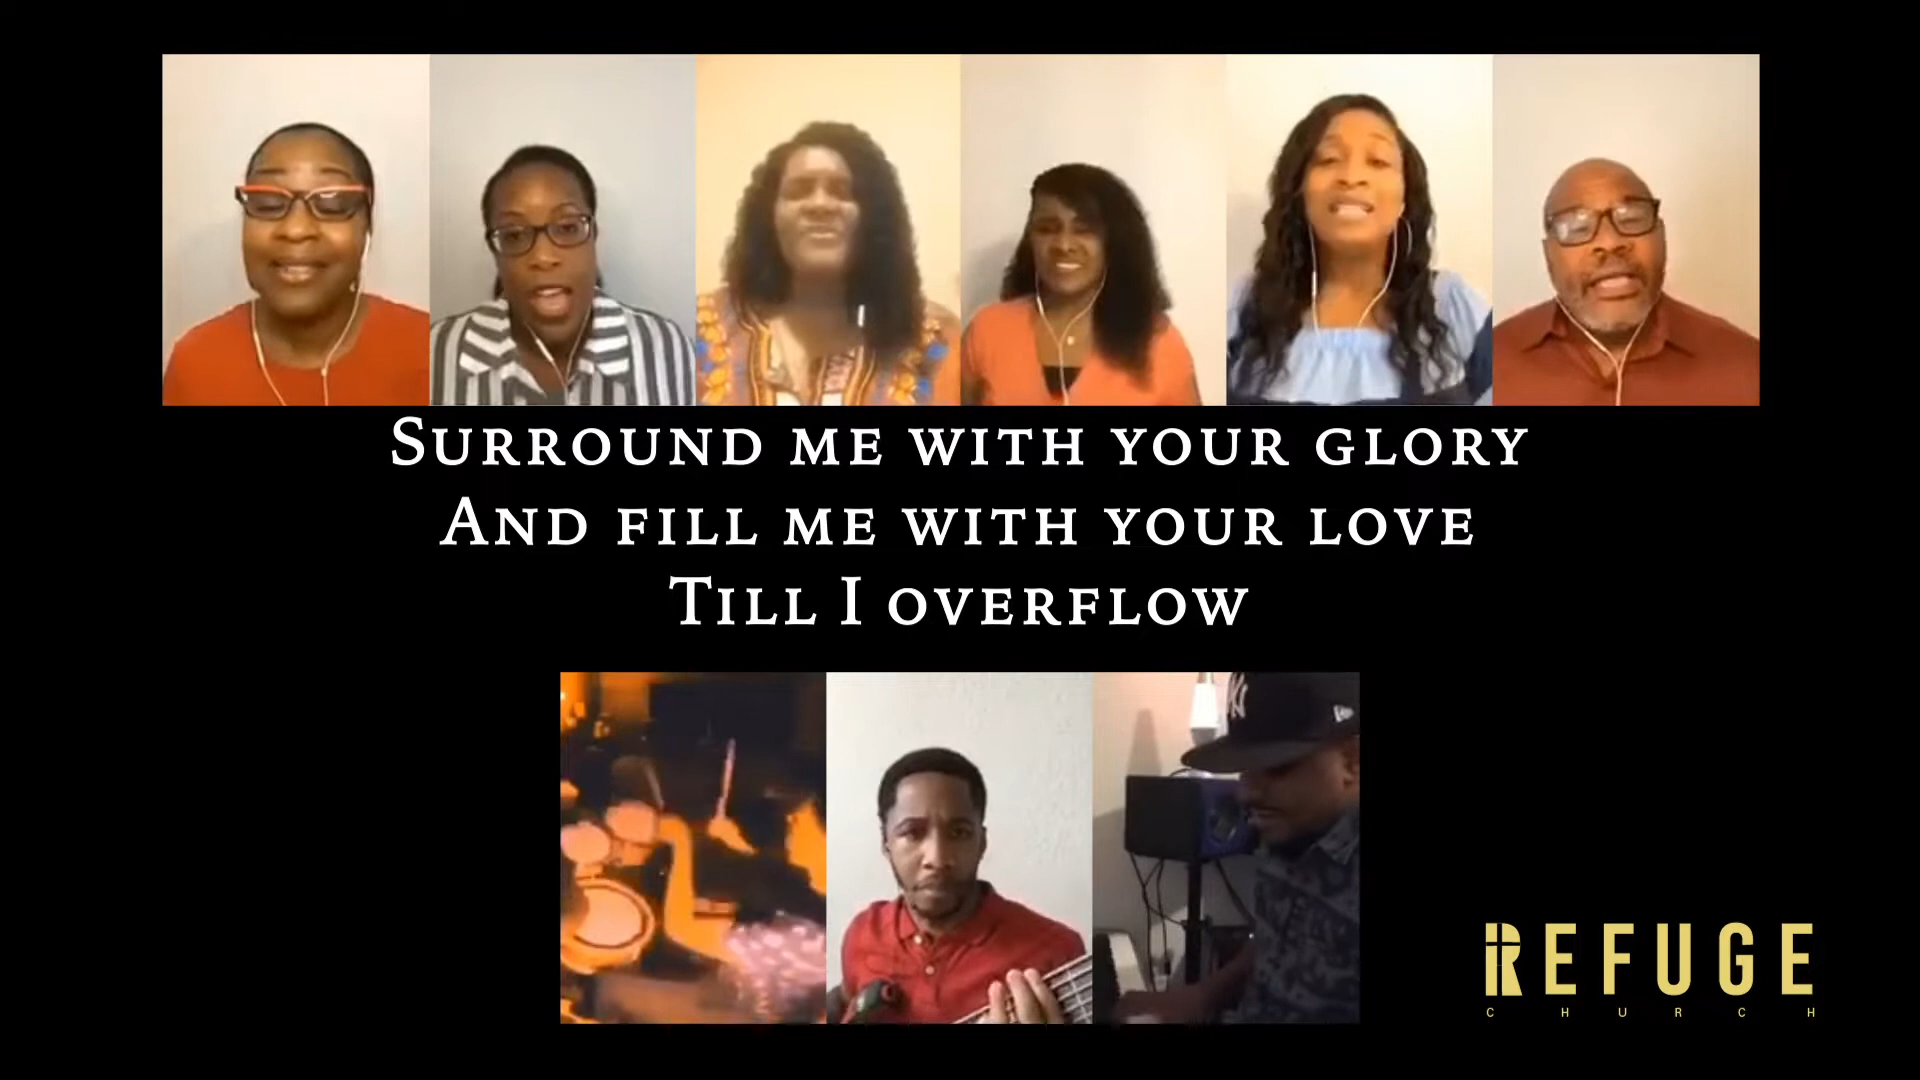 Surround me with your glory
And fill me with your love
Till I overflow
REFUGE
CHURCH